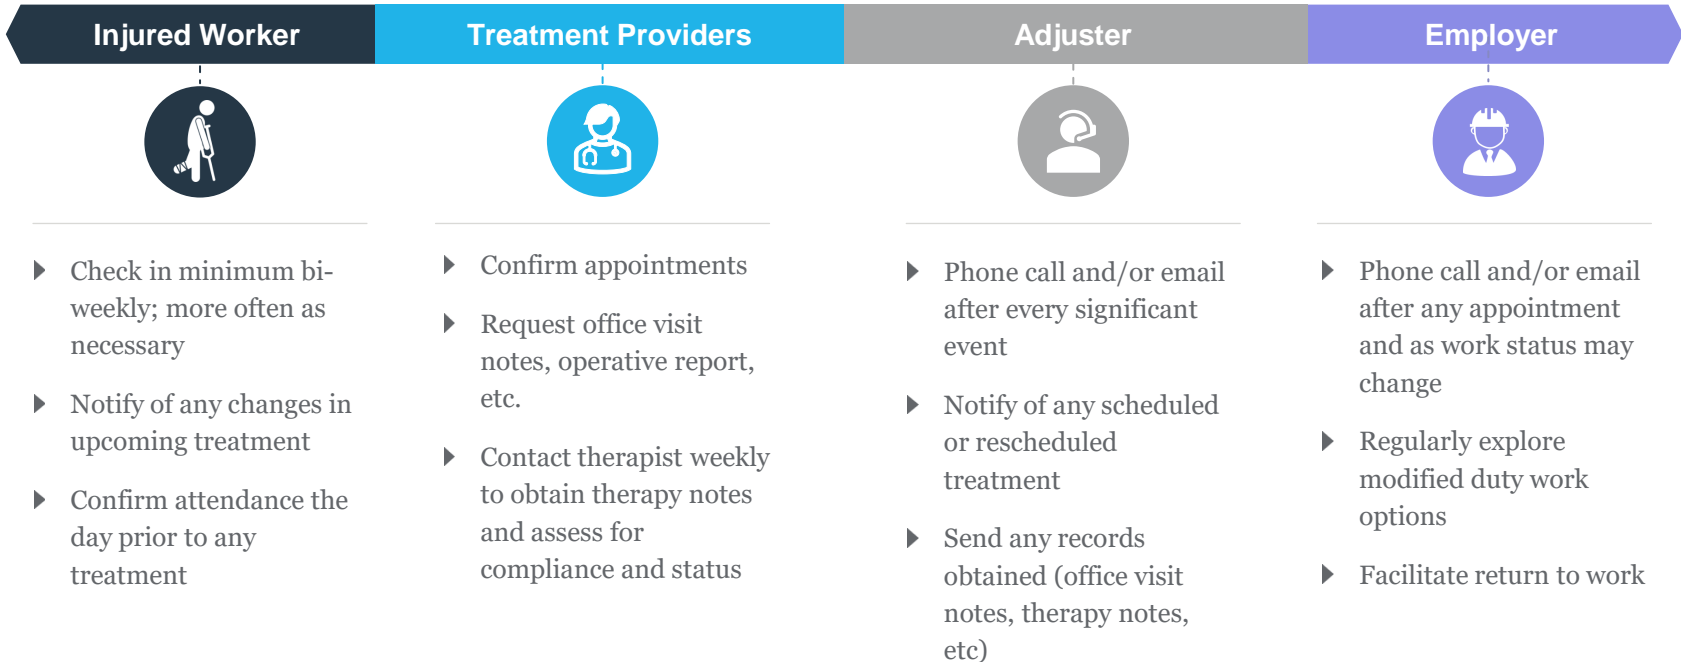 Injured Worker
Treatment Providers
Adjuster
Employer
Check in minimum bi-
weekly; more often as
necessary
Notify of any changes in
upcoming treatment
Confirm attendance the
day prior to any
treatment
Confirm appointments
Request office visit
notes, operative report,
etc.
Contact therapist weekly
to obtain therapy notes
and assess for
compliance and status
Phone call and/or email
after every significant
event
Notify of any scheduled
or rescheduled
treatment
Send any records
obtained (office visit
notes, therapy notes,
etc)
Phone call and/or email
after any appointment
and as work status may
change
Regularly explore
modified duty work
options
Facilitate return to work